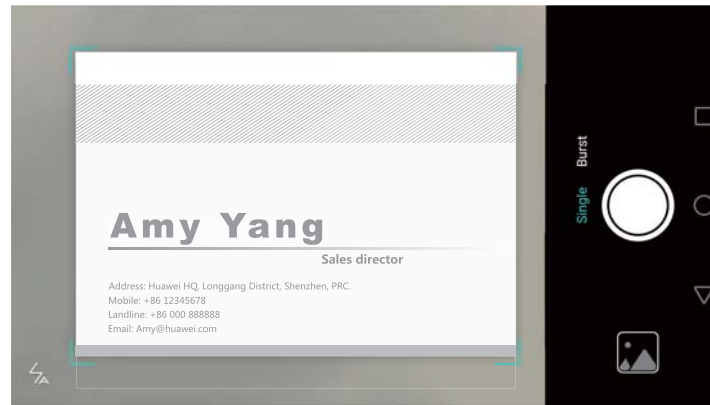 Amy Yang
Sales director
Address: Huawei HQ, Longgang District, Shenzhen, PRC.
Mobile: +86 12345678
Landline: +86 000 888888
Email: Amy@huawei.com
Single Burst
A